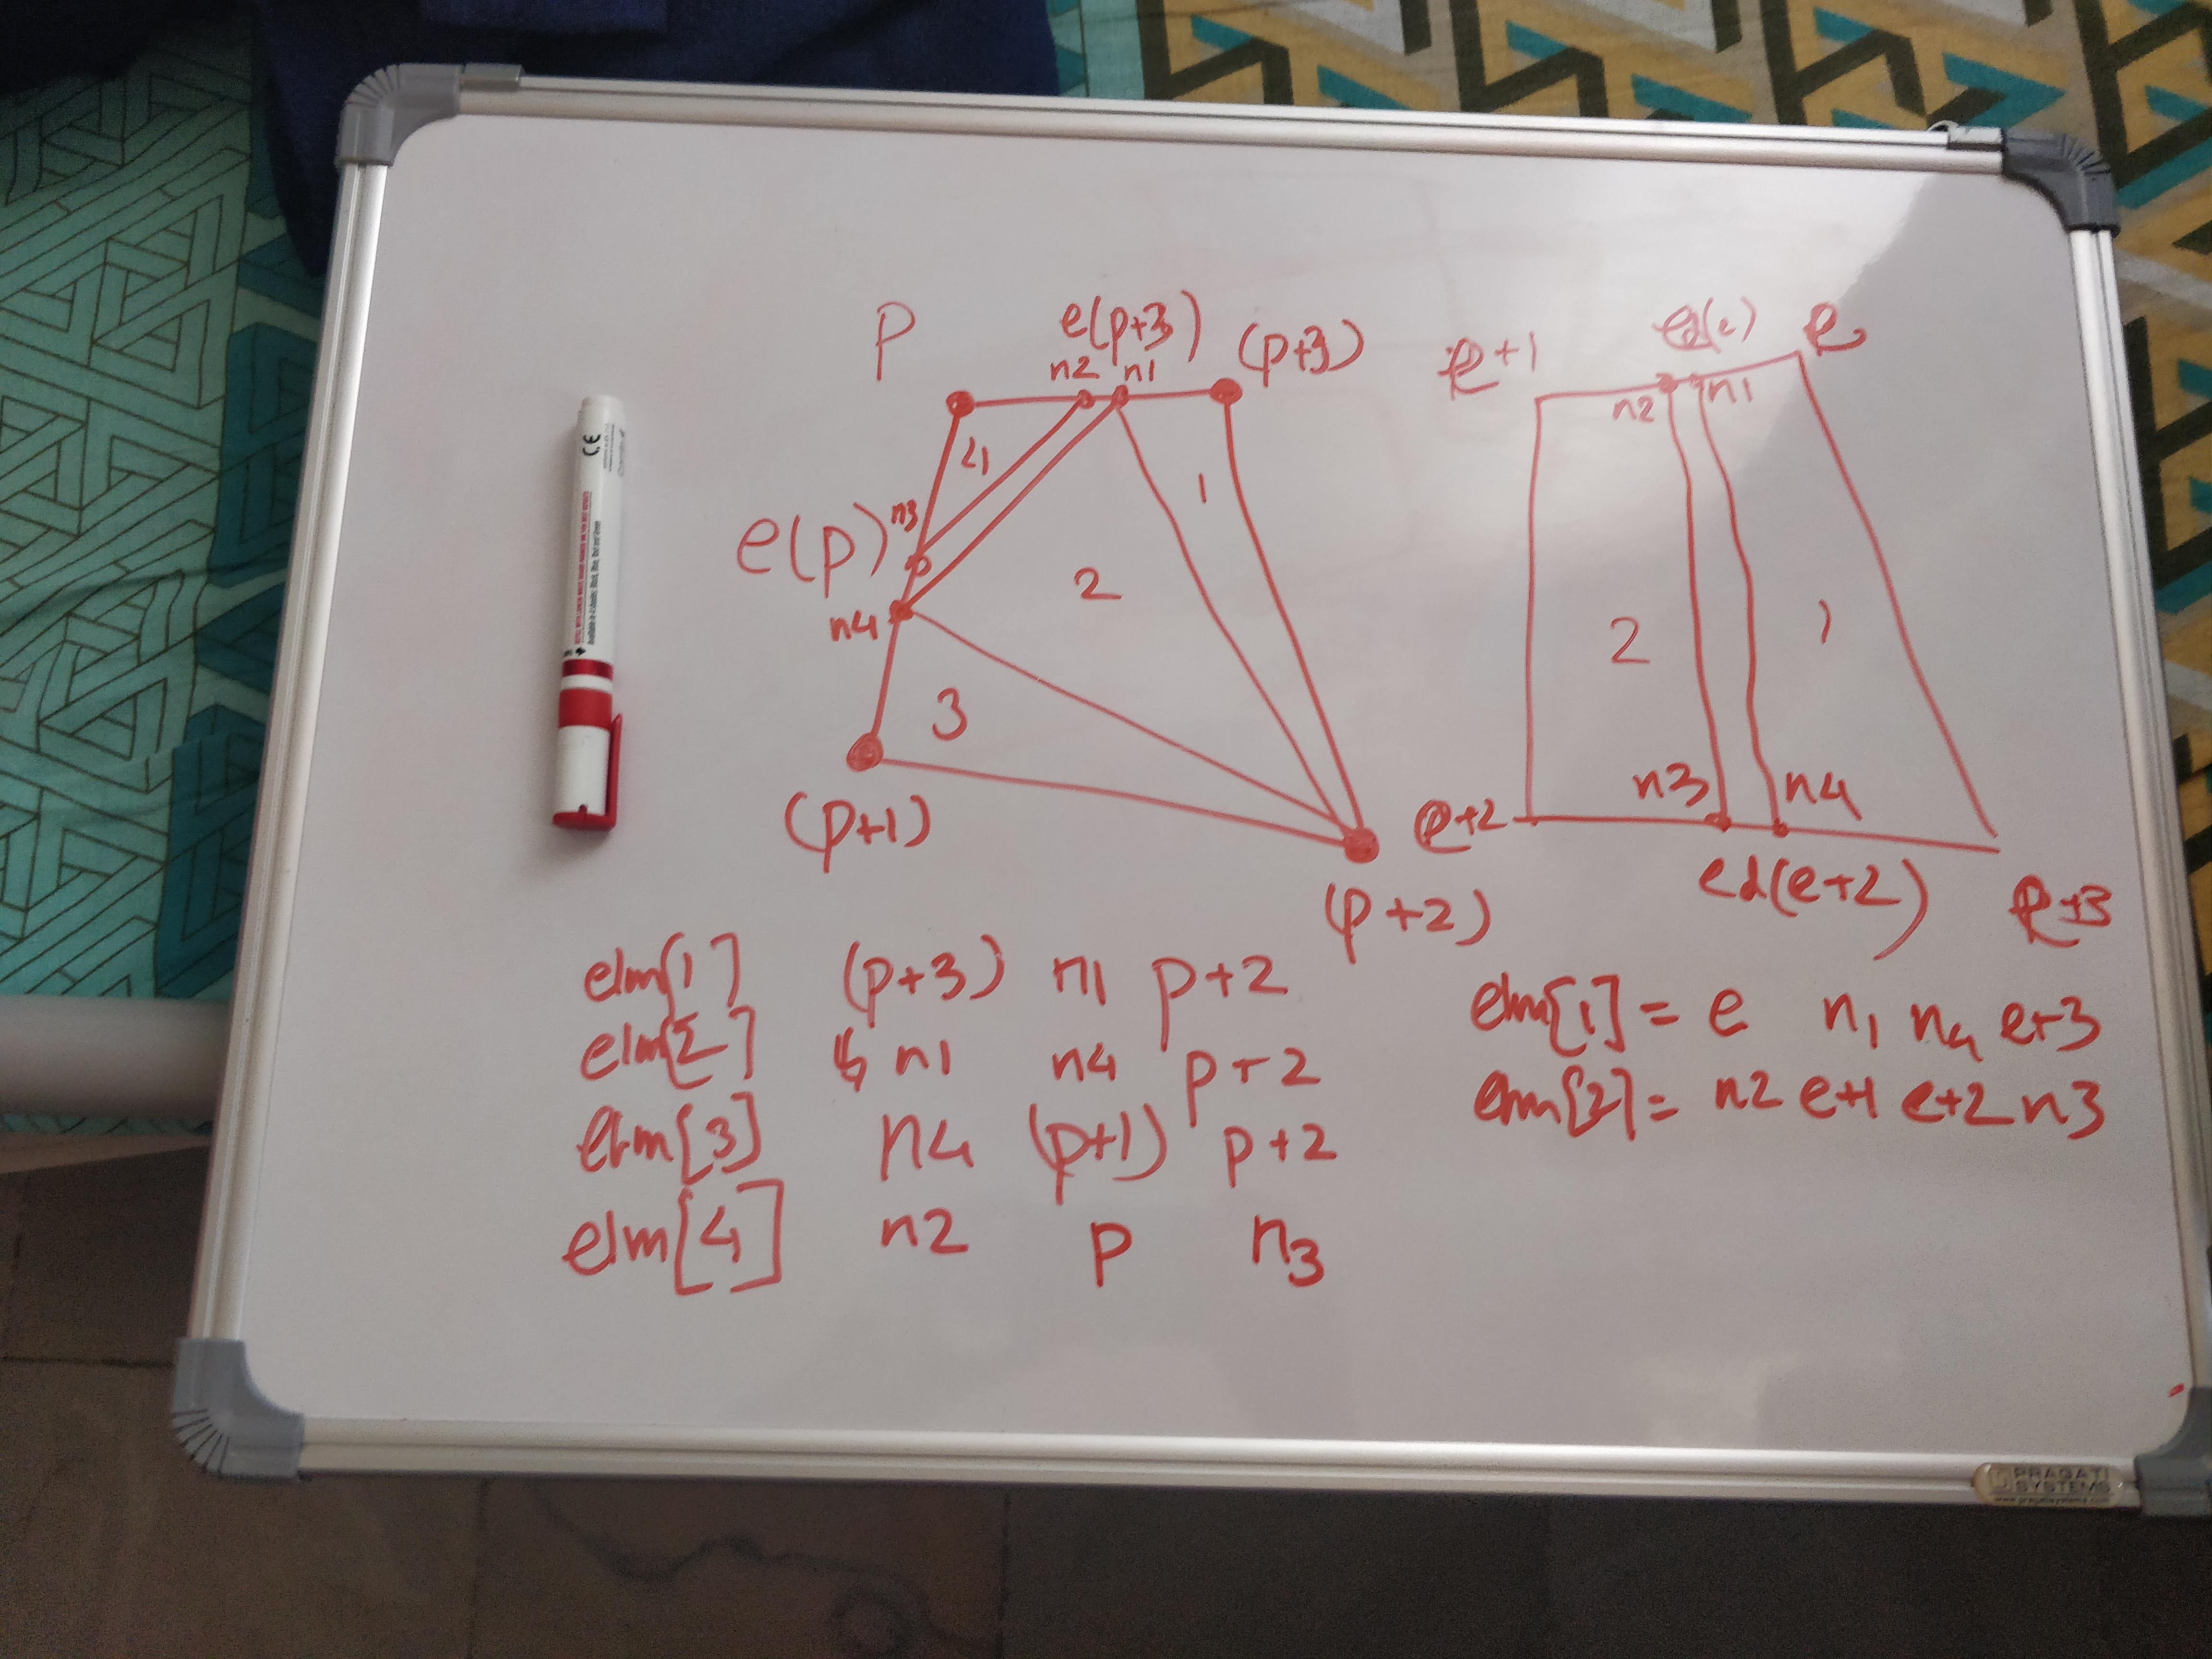 p e(p+3) (p+3)
n2 n1
4
1
e(p) n3
2
n4
3
(p+1)
(p+2)
e+1 e
n2 n1
2 1
n3 n4
e+2
ed(e+2) e+3
elm[1] (p+3) n1 p+2
elm[2] n1 n4 p+2
elm[3] n4 (p+1) p+2
elm[4] n2 p n3
elm[1] = e n1 n4 e+3
elm[2] = n2 e+1 e+2 n3
CE
PRAGATI
SYSTEMS